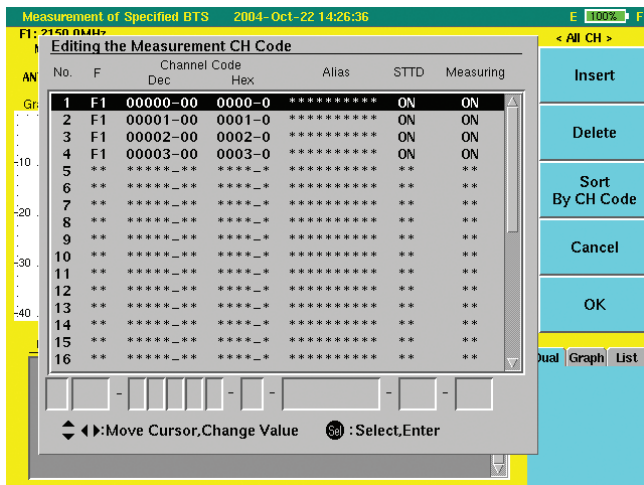 Measurement of Specified BTS 2004-Oct-22 14:26:36 E 100% F
F1: 2150.0MHz
< All CH >
Editing the Measurement CH Code
No. F Channel Code Alias STTD Measuring
Dec Hex
1 F1 00000-00 0000-0 ********** ON ON
2 F1 00001-00 0001-0 ********** ON ON
3 F1 00002-00 0002-0 ********** ON ON
4 F1 00003-00 0003-0 ********** ON ON
5 ** *****-** ****-* ********** ** **
6 ** *****-** ****-* ********** ** **
7 ** *****-** ****-* ********** ** **
8 ** *****-** ****-* ********** ** **
9 ** *****-** ****-* ********** ** **
10 ** *****-** ****-* ********** ** **
11 ** *****-** ****-* ********** ** **
12 ** *****-** ****-* ********** ** **
13 ** *****-** ****-* ********** ** **
14 ** *****-** ****-* ********** ** **
15 ** *****-** ****-* ********** ** **
16 ** *****-** ****-* ********** ** **
- - - - -
:Move Cursor,Change Value Sel :Select,Enter
AN
Gr
-10
-20
-30
-40
Insert
Delete
Sort
By CH Code
Cancel
OK
Dual Graph List